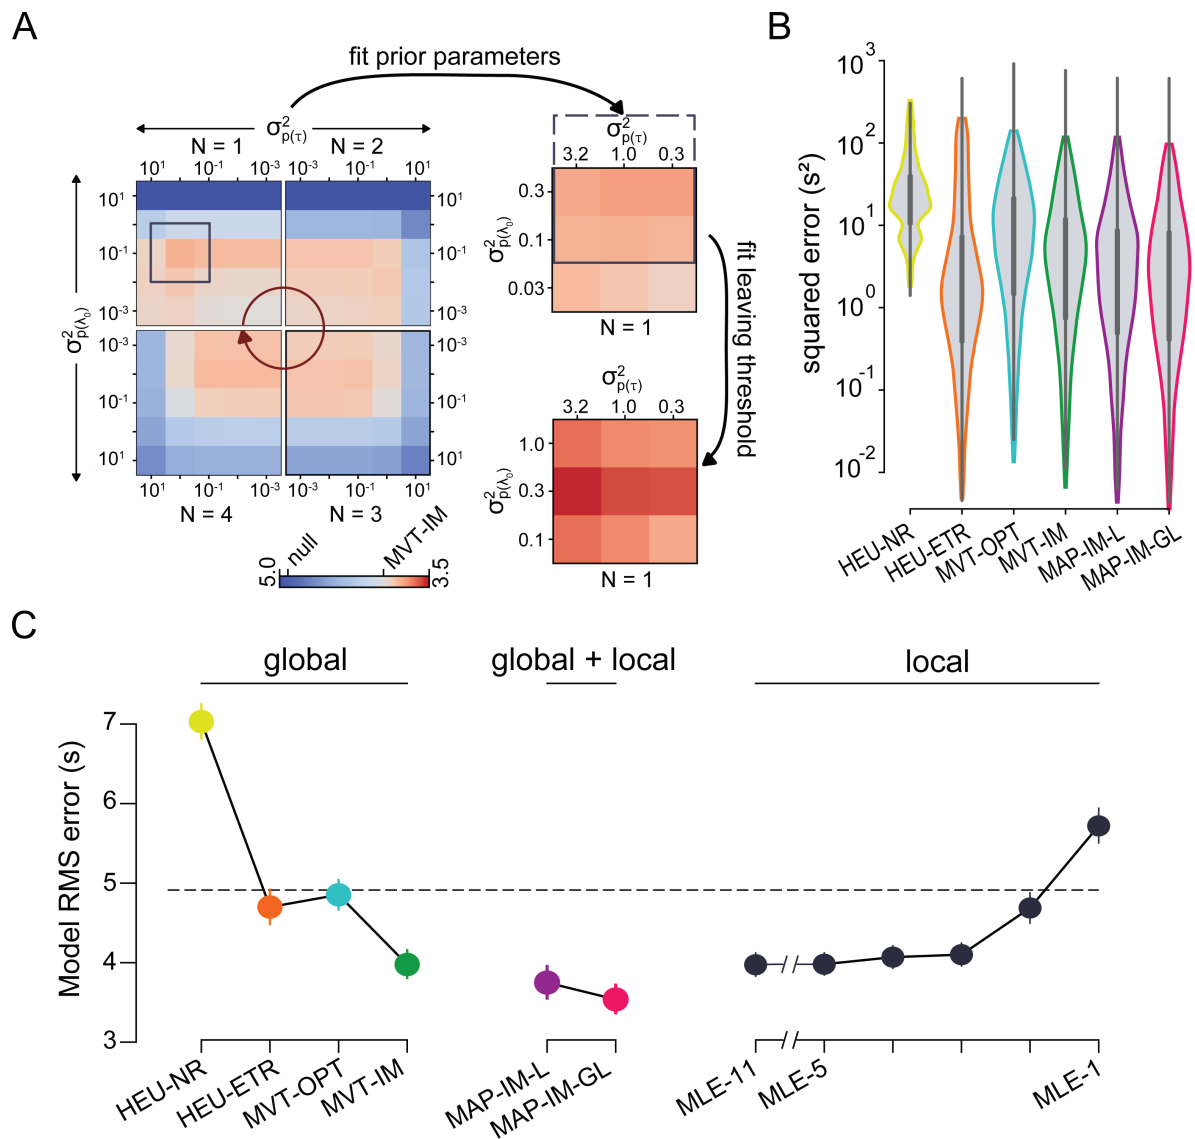 A
fit prior parameters
σ²p(τ)
N = 1 N = 2
10¹ 10⁻¹ 10⁻³ 10⁻³ 10⁻¹ 10¹
10¹ 10¹
10⁻¹ 10⁻¹
10⁻³ 10⁻³
σ²p(λ₀)
10⁻³ 10⁻³
10⁻¹ 10⁻¹
10¹ 10¹
10¹ 10⁻¹ 10⁻³ 10⁻³ 10⁻¹ 10¹
N = 4 N = 3
5.0 null MVT-IM 3.5
σ²p(τ)
3.2 1.0 0.3
σ²p(λ₀)
0.3
0.1
0.03
N = 1
fit leaving threshold
σ²p(τ)
3.2 1.0 0.3
σ²p(λ₀)
1.0
0.3
0.1
N = 1
B
squared error (s²)
10³
10²
10¹
10⁰
10⁻¹
10⁻²
HEU-NR HEU-ETR MVT-OPT MVT-IM MAP-IM-L MAP-IM-GL
C
global global + local local
Model RMS error (s)
7
6
5
4
3
HEU-NR HEU-ETR MVT-OPT MVT-IM MAP-IM-L MAP-IM-GL MLE-11 MLE-5 MLE-1